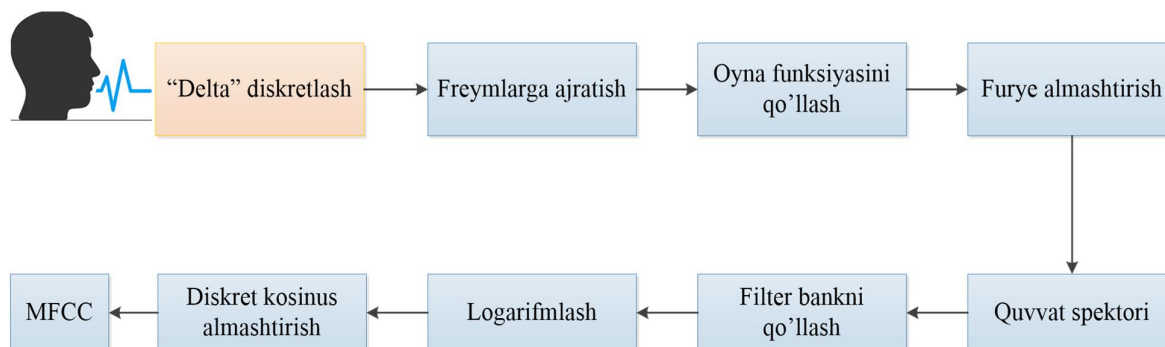 “Delta” diskretlash
Freymlarga ajratish
Oyna funksiyasini
qo’llash
Furye almashtirish
Quvvat spektori
Filter bankni
qo’llash
Logarifmlash
Diskret kosinus
almashtirish
MFCC